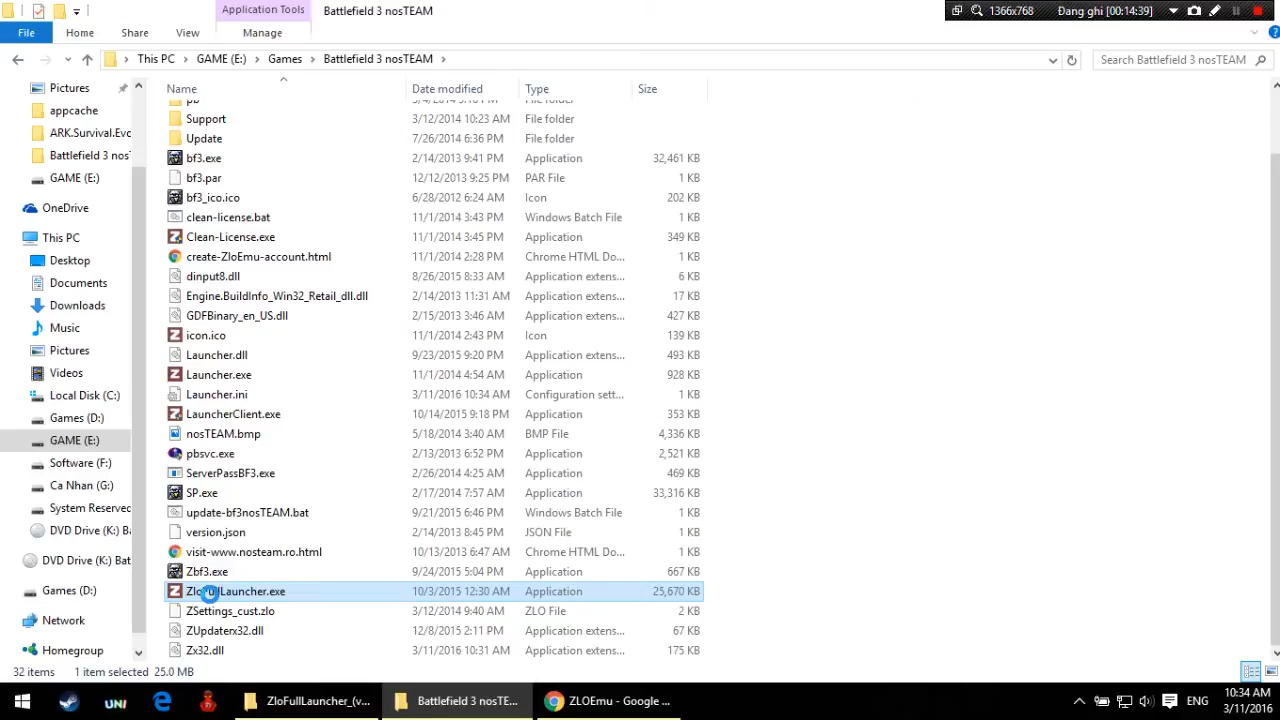 Application Tools
Battlefield 3 nosTEAM
1366x768
Đang ghi [00:14:39]
File
Home
Share
View
Manage
This PC
GAME (E:)
Games
Battlefield 3 nosTEAM
Search Battlefield 3 nosTEAM
Name
Date modified
Type
Size
Pictures
appcache
ARK.Survival.Evo
Battlefield 3 nosT
GAME (E:)
OneDrive
This PC
Desktop
Documents
Downloads
Music
Pictures
Videos
Local Disk (C:)
Games (D:)
GAME (E:)
Software (F:)
Ca Nhan (G:)
System Reserved
DVD Drive (K:) Ba
DVD Drive (K:) Bat
Games (D:)
Network
Homegroup
pb 3/4/2014 5:10 PM File folder
Support 3/12/2014 10:23 AM File folder
Update 7/26/2014 6:36 PM File folder
bf3.exe 2/14/2013 9:41 PM Application 32,461 KB
bf3.par 12/12/2013 9:25 PM PAR File 1 KB
bf3_ico.ico 6/28/2012 6:24 AM Icon 202 KB
clean-license.bat 11/1/2014 3:43 PM Windows Batch File 1 KB
Clean-License.exe 11/1/2014 3:45 PM Application 349 KB
create-ZloEmu-account.html 11/1/2014 2:28 PM Chrome HTML Do... 1 KB
dinput8.dll 8/26/2015 8:33 AM Application extens... 6 KB
Engine.BuildInfo_Win32_Retail_dll.dll 2/14/2013 11:31 AM Application extens... 17 KB
GDFBinary_en_US.dll 2/15/2013 3:46 AM Application extens... 427 KB
icon.ico 11/1/2014 2:43 PM Icon 139 KB
Launcher.dll 9/23/2015 9:20 PM Application extens... 493 KB
Launcher.exe 11/1/2014 4:54 AM Application 928 KB
Launcher.ini 3/11/2016 10:34 AM Configuration sett... 1 KB
LauncherClient.exe 10/14/2015 9:18 PM Application 353 KB
nosTEAM.bmp 5/18/2014 3:40 AM BMP File 4,336 KB
pbsvc.exe 2/13/2013 6:52 PM Application 2,521 KB
ServerPassBF3.exe 2/26/2014 4:25 AM Application 469 KB
SP.exe 2/17/2014 7:57 AM Application 33,316 KB
update-bf3nosTEAM.bat 9/21/2015 6:46 PM Windows Batch File 1 KB
version.json 2/14/2013 8:45 PM JSON File 1 KB
visit-www.nosteam.ro.html 10/13/2013 6:47 AM Chrome HTML Do... 1 KB
Zbf3.exe 9/24/2015 5:04 PM Application 667 KB
ZloFullLauncher.exe 10/3/2015 12:30 AM Application 25,670 KB
ZSettings_cust.zlo 3/12/2014 9:40 AM ZLO File 2 KB
ZUpdaterx32.dll 12/8/2015 2:11 PM Application extens... 67 KB
Zx32.dll 3/11/2016 10:31 AM Application extens... 175 KB
32 items
1 item selected 25.0 MB
UNI
ZloFullLauncher_(v...
Battlefield 3 nosTE...
ZLOEmu - Google ...
ENG
10:34 AM
3/11/2016